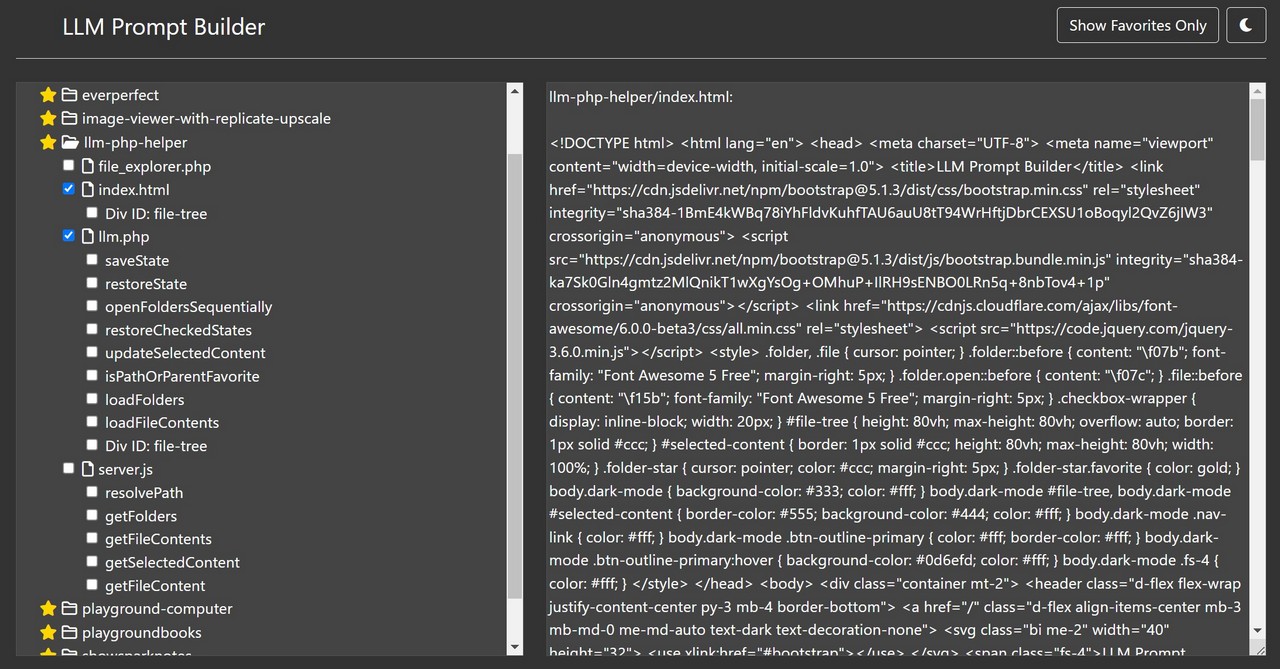 LLM Prompt Builder
Show Favorites Only
everperfect
image-viewer-with-replicate-upscale
llm-php-helper
file_explorer.php
index.html
Div ID: file-tree
llm.php
saveState
restoreState
openFoldersSequentially
restoreCheckedStates
updateSelectedContent
isPathOrParentFavorite
loadFolders
loadFileContents
Div ID: file-tree
server.js
resolvePath
getFolders
getFileContents
getSelectedContent
getFileContent
playground-computer
playgroundbooks
showsparknotes
llm-php-helper/index.html:
<!DOCTYPE html> <html lang="en"> <head> <meta charset="UTF-8"> <meta name="viewport"
content="width=device-width, initial-scale=1.0"> <title>LLM Prompt Builder</title> <link
href="https://cdn.jsdelivr.net/npm/bootstrap@5.1.3/dist/css/bootstrap.min.css" rel="stylesheet"
integrity="sha384-1BmE4kWBq78iYhFldvKuhfTAU6auU8tT94WrHftjDbrCEXSU1oBoqyl2QvZ6jIW3"
crossorigin="anonymous"> <script
src="https://cdn.jsdelivr.net/npm/bootstrap@5.1.3/dist/js/bootstrap.bundle.min.js" integrity="sha384-
ka7Sk0Gln4gmtz2MlQnikT1wXgYsOg+OMhuP+IlRH9sENBO0LRn5q+8nbTov4+1p"
crossorigin="anonymous"></script> <link href="https://cdnjs.cloudflare.com/ajax/libs/font-
awesome/6.0.0-beta3/css/all.min.css" rel="stylesheet"> <script src="https://code.jquery.com/jquery-
3.6.0.min.js"></script> <style> .folder, .file { cursor: pointer; } .folder::before { content: "\f07b"; font-
family: "Font Awesome 5 Free"; margin-right: 5px; } .folder.open::before { content: "\f07c"; } .file::before
{ content: "\f15b"; font-family: "Font Awesome 5 Free"; margin-right: 5px; } .checkbox-wrapper {
display: inline-block; width: 20px; } #file-tree { height: 80vh; max-height: 80vh; overflow: auto; border:
1px solid #ccc; } #selected-content { border: 1px solid #ccc; height: 80vh; max-height: 80vh; width:
100%; } .folder-star { cursor: pointer; color: #ccc; margin-right: 5px; } .folder-star.favorite { color: gold; }
body.dark-mode { background-color: #333; color: #fff; } body.dark-mode #file-tree, body.dark-mode
#selected-content { border-color: #555; background-color: #444; color: #fff; } body.dark-mode .nav-
link { color: #fff; } body.dark-mode .btn-outline-primary { color: #fff; border-color: #fff; } body.dark-
mode .btn-outline-primary:hover { background-color: #0d6efd; color: #fff; } body.dark-mode .fs-4 {
color: #fff; } </style> </head> <body> <div class="container mt-2"> <header class="d-flex flex-wrap
justify-content-center py-3 mb-4 border-bottom"> <a href="/" class="d-flex align-items-center mb-3
mb-md-0 me-md-auto text-dark text-decoration-none"> <svg class="bi me-2" width="40"
height="32"> <use xlink:href="#bootstrap"></use> </svg> <span class="fs-4">LLM Prompt